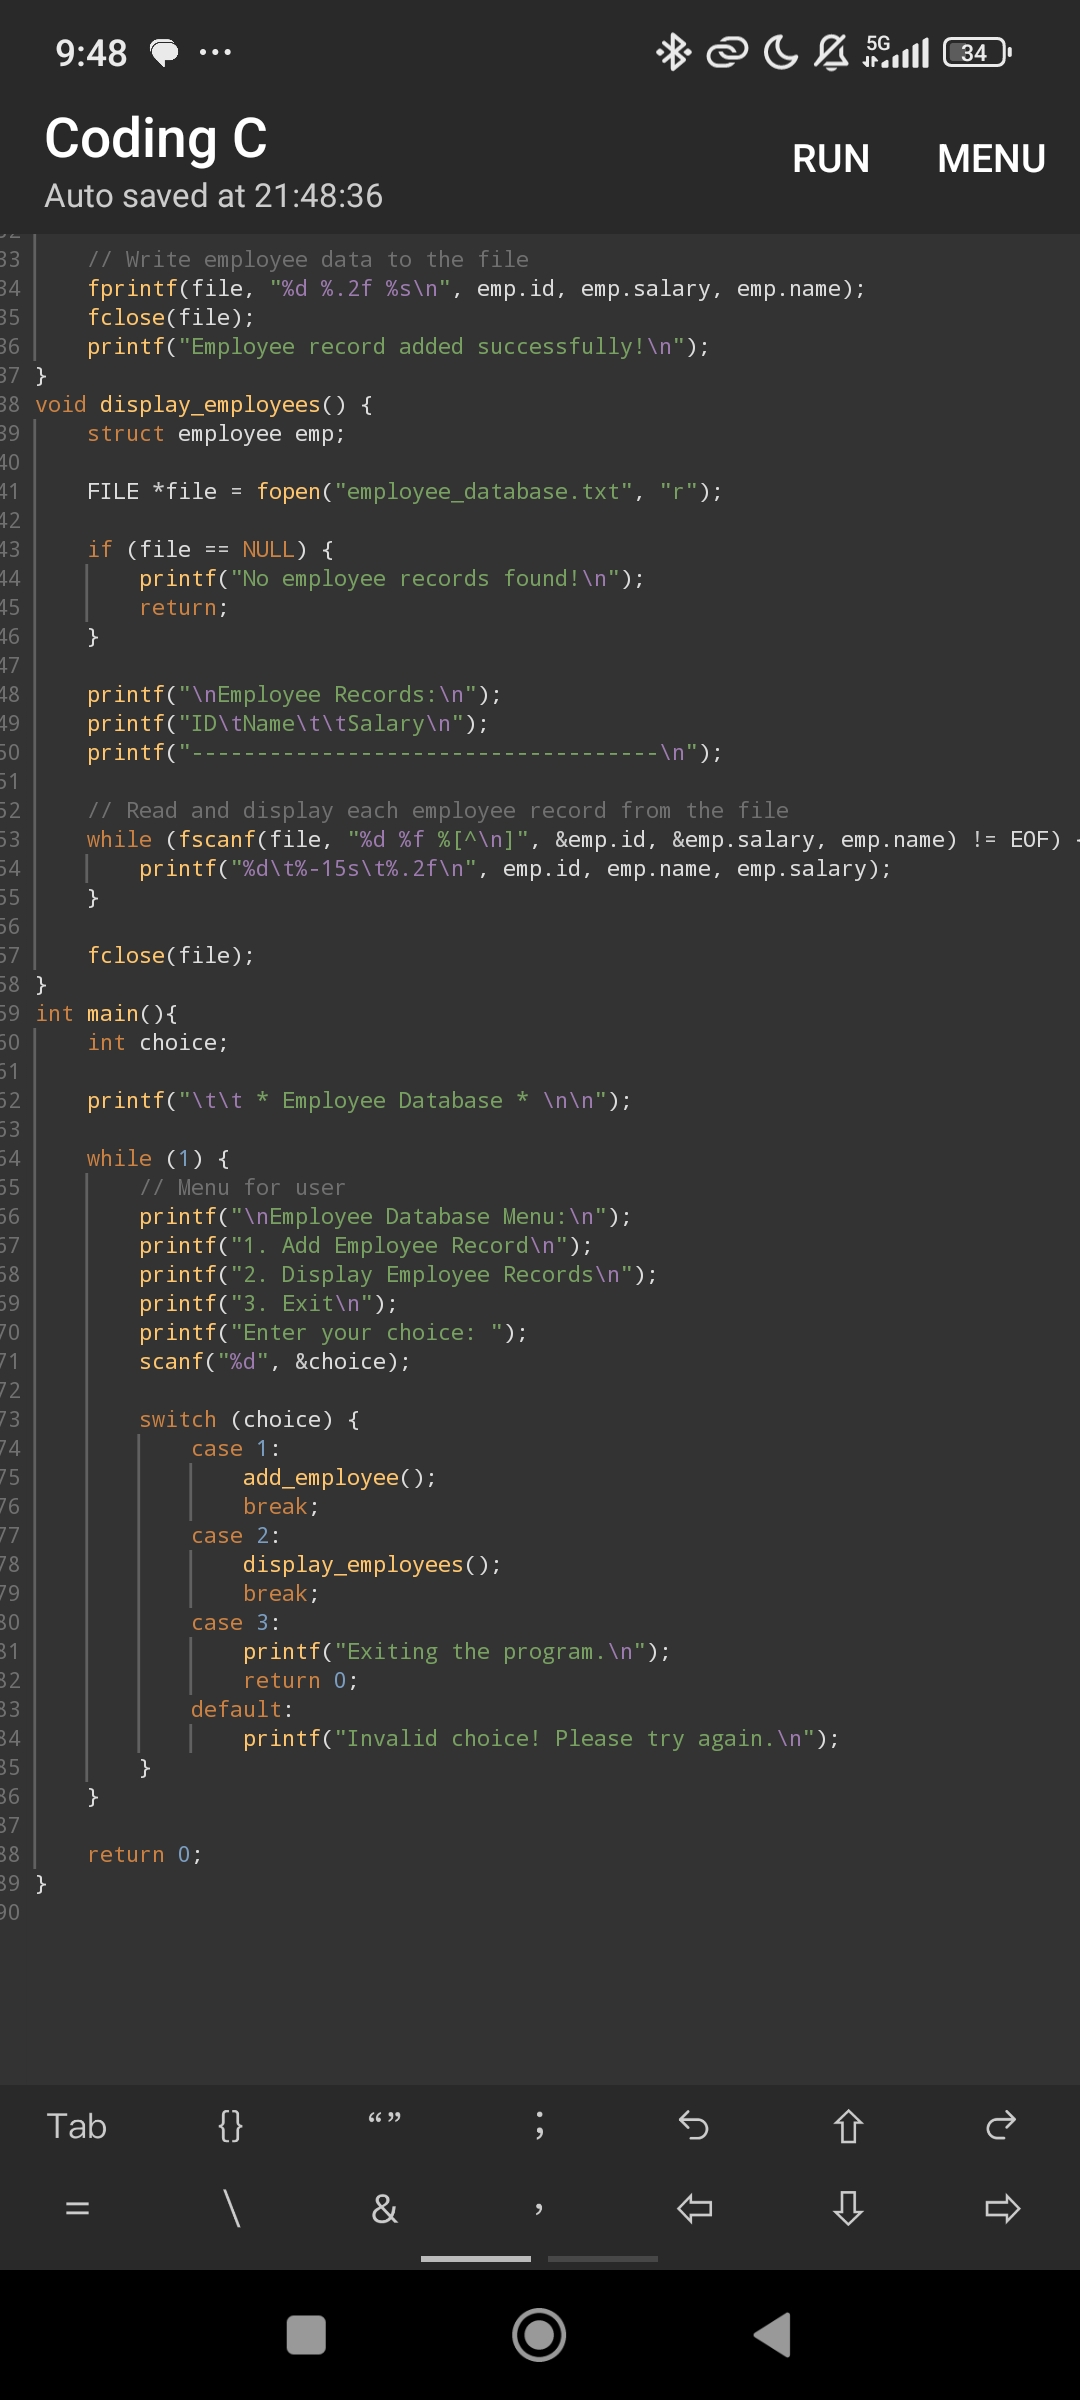 9:48 ... 5G 34
Coding C
RUN MENU
Auto saved at 21:48:36
33     // Write employee data to the file
34     fprintf(file, "%d %.2f %s\n", emp.id, emp.salary, emp.name);
35     fclose(file);
36     printf("Employee record added successfully!\n");
37 }
38 void display_employees() {
39     struct employee emp;
40
41     FILE *file = fopen("employee_database.txt", "r");
42
43     if (file == NULL) {
44         printf("No employee records found!\n");
45         return;
46     }
47
48     printf("\nEmployee Records:\n");
49     printf("ID\tName\t\tSalary\n");
50     printf("------------------------------------\n");
51
52     // Read and display each employee record from the file
53     while (fscanf(file, "%d %f %[^\n]", &emp.id, &emp.salary, emp.name) != EOF)
54         printf("%d\t%-15s\t%.2f\n", emp.id, emp.name, emp.salary);
55     }
56
57     fclose(file);
58 }
59 int main(){
60     int choice;
61
62     printf("\t\t * Employee Database * \n\n");
63
64     while (1) {
65         // Menu for user
66         printf("\nEmployee Database Menu:\n");
67         printf("1. Add Employee Record\n");
68         printf("2. Display Employee Records\n");
69         printf("3. Exit\n");
70         printf("Enter your choice: ");
71         scanf("%d", &choice);
72
73         switch (choice) {
74             case 1:
75                 add_employee();
76                 break;
77             case 2:
78                 display_employees();
79                 break;
80             case 3:
81                 printf("Exiting the program.\n");
82                 return 0;
83             default:
84                 printf("Invalid choice! Please try again.\n");
85         }
86     }
87
88     return 0;
89 }
90
Tab {} “” ;
= \ & ,